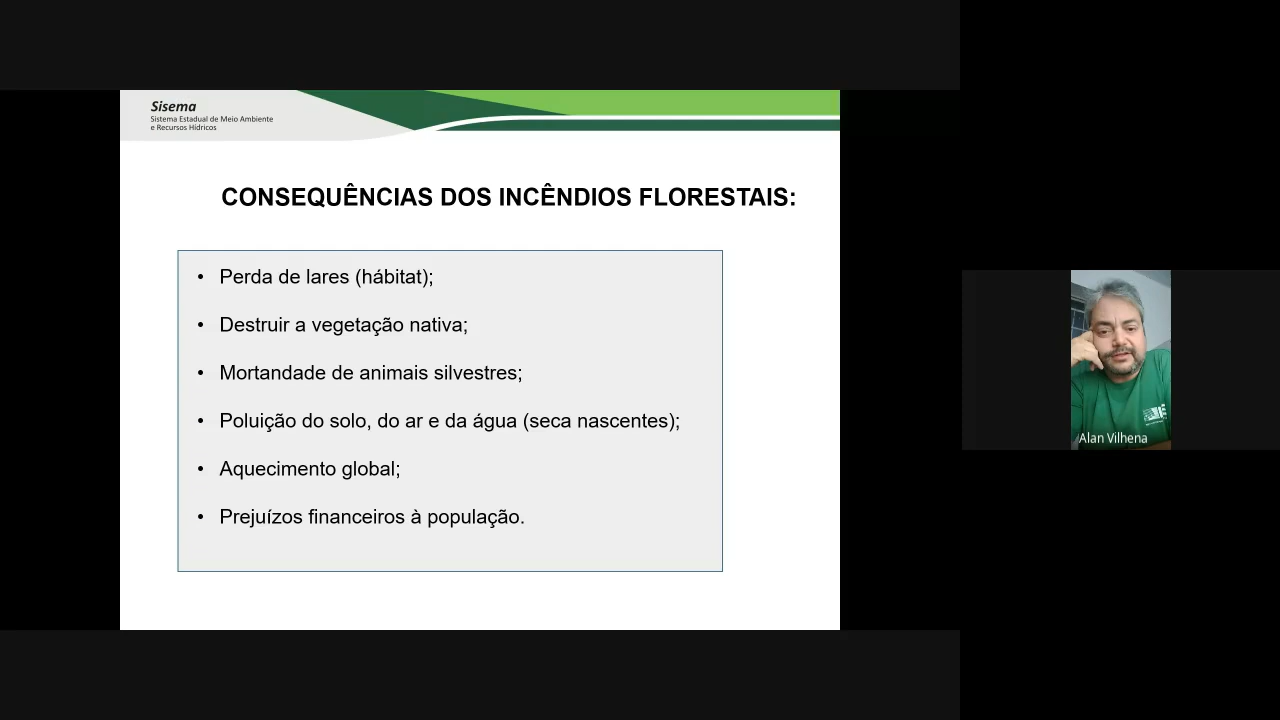 Sisema
Sistema Estadual de Meio Ambiente
e Recursos Hídricos
CONSEQUÊNCIAS DOS INCÊNDIOS FLORESTAIS:
• Perda de lares (hábitat);
• Destruir a vegetação nativa;
• Mortandade de animais silvestres;
• Poluição do solo, do ar e da água (seca nascentes);
• Aquecimento global;
• Prejuízos financeiros à população.
Alan Vilhena